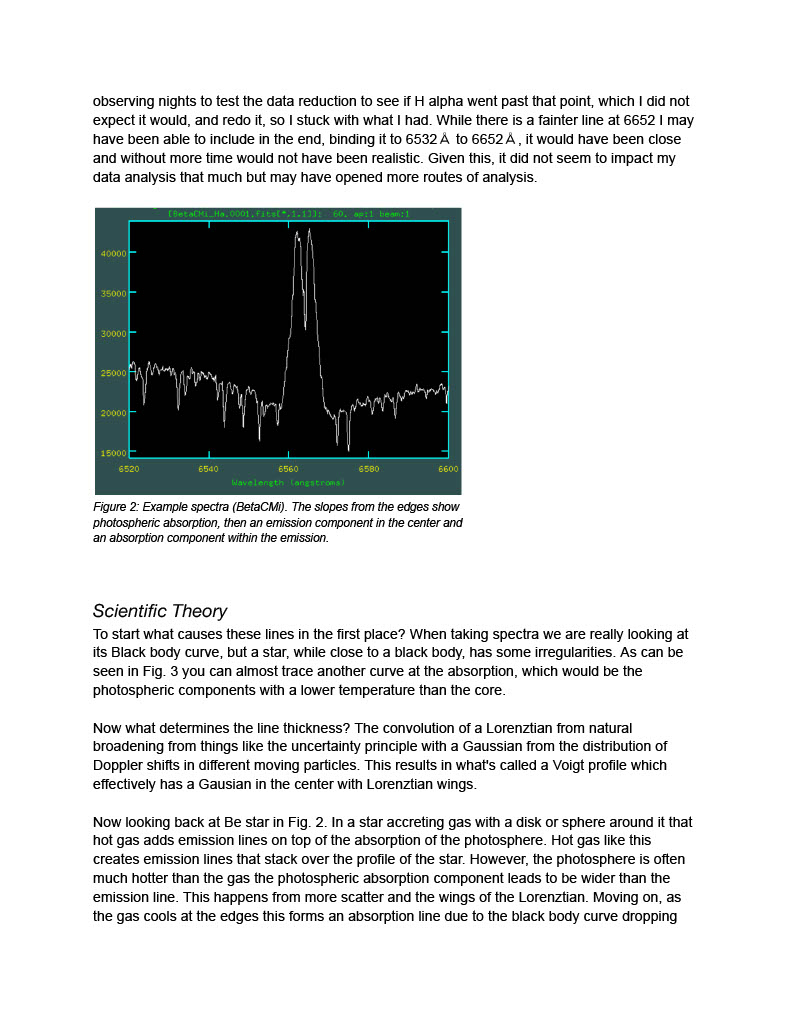 observing nights to test the data reduction to see if H alpha went past that point, which I did not
expect it would, and redo it, so I stuck with what I had. While there is a fainter line at 6652 I may
have been able to include in the end, binding it to 6532 Å to 6652 Å , it would have been close
and without more time would not have been realistic. Given this, it did not seem to impact my
data analysis that much but may have opened more routes of analysis.
[BetaCMi_Ha.0001.fits[*,1,1]]: 60. ap:1 beam:1
40000
35000
30000
25000
20000
15000
6520 6540 6560 6580 6600
Wavelength (angstroms)
Figure 2: Example spectra (BetaCMi). The slopes from the edges show
photospheric absorption, then an emission component in the center and
an absorption component within the emission.
Scientific Theory
To start what causes these lines in the first place? When taking spectra we are really looking at
its Black body curve, but a star, while close to a black body, has some irregularities. As can be
seen in Fig. 3 you can almost trace another curve at the absorption, which would be the
photospheric components with a lower temperature than the core.
Now what determines the line thickness? The convolution of a Lorenztian from natural
broadening from things like the uncertainty principle with a Gaussian from the distribution of
Doppler shifts in different moving particles. This results in what's called a Voigt profile which
effectively has a Gausian in the center with Lorenztian wings.
Now looking back at Be star in Fig. 2. In a star accreting gas with a disk or sphere around it that
hot gas adds emission lines on top of the absorption of the photosphere. Hot gas like this
creates emission lines that stack over the profile of the star. However, the photosphere is often
much hotter than the gas the photospheric absorption component leads to be wider than the
emission line. This happens from more scatter and the wings of the Lorenztian. Moving on, as
the gas cools at the edges this forms an absorption line due to the black body curve dropping